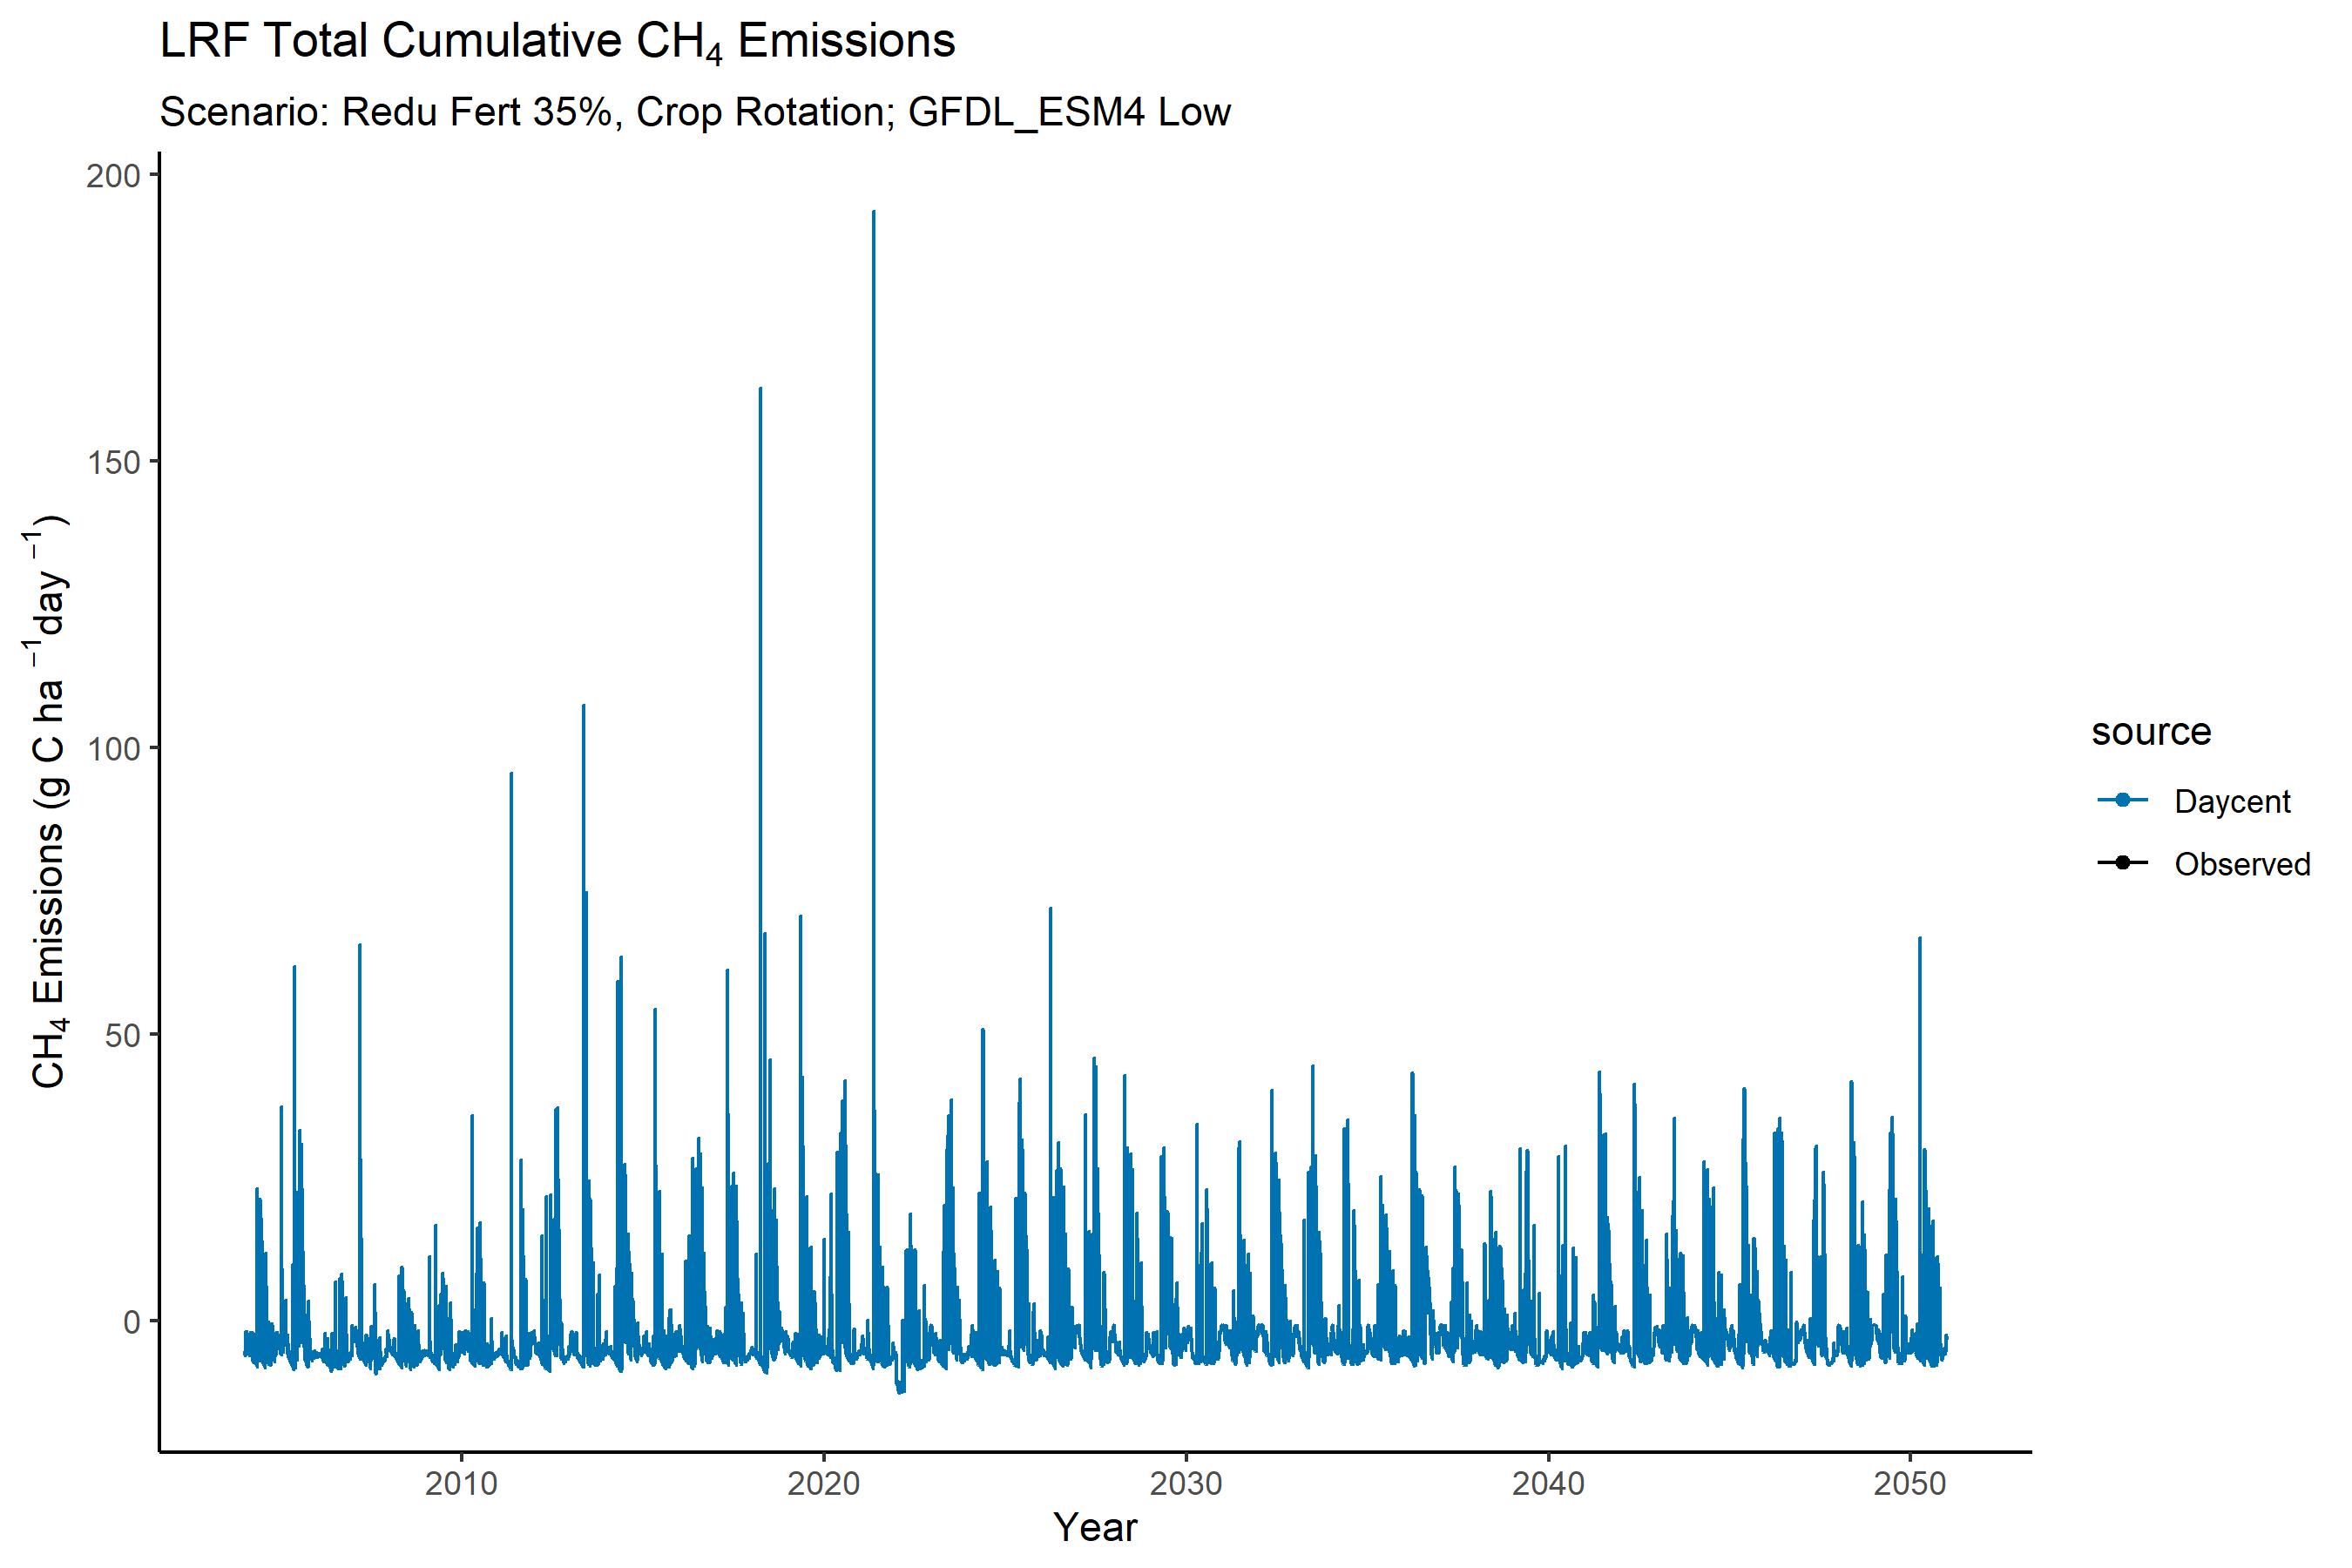 LRF Total Cumulative CH₄ Emissions
Scenario: Redu Fert 35%, Crop Rotation; GFDL_ESM4 Low
CH₄ Emissions (g C ha ⁻¹day ⁻¹)
200
150
100
50
0
2010 2020 2030 2040 2050
Year
source
Daycent
Observed